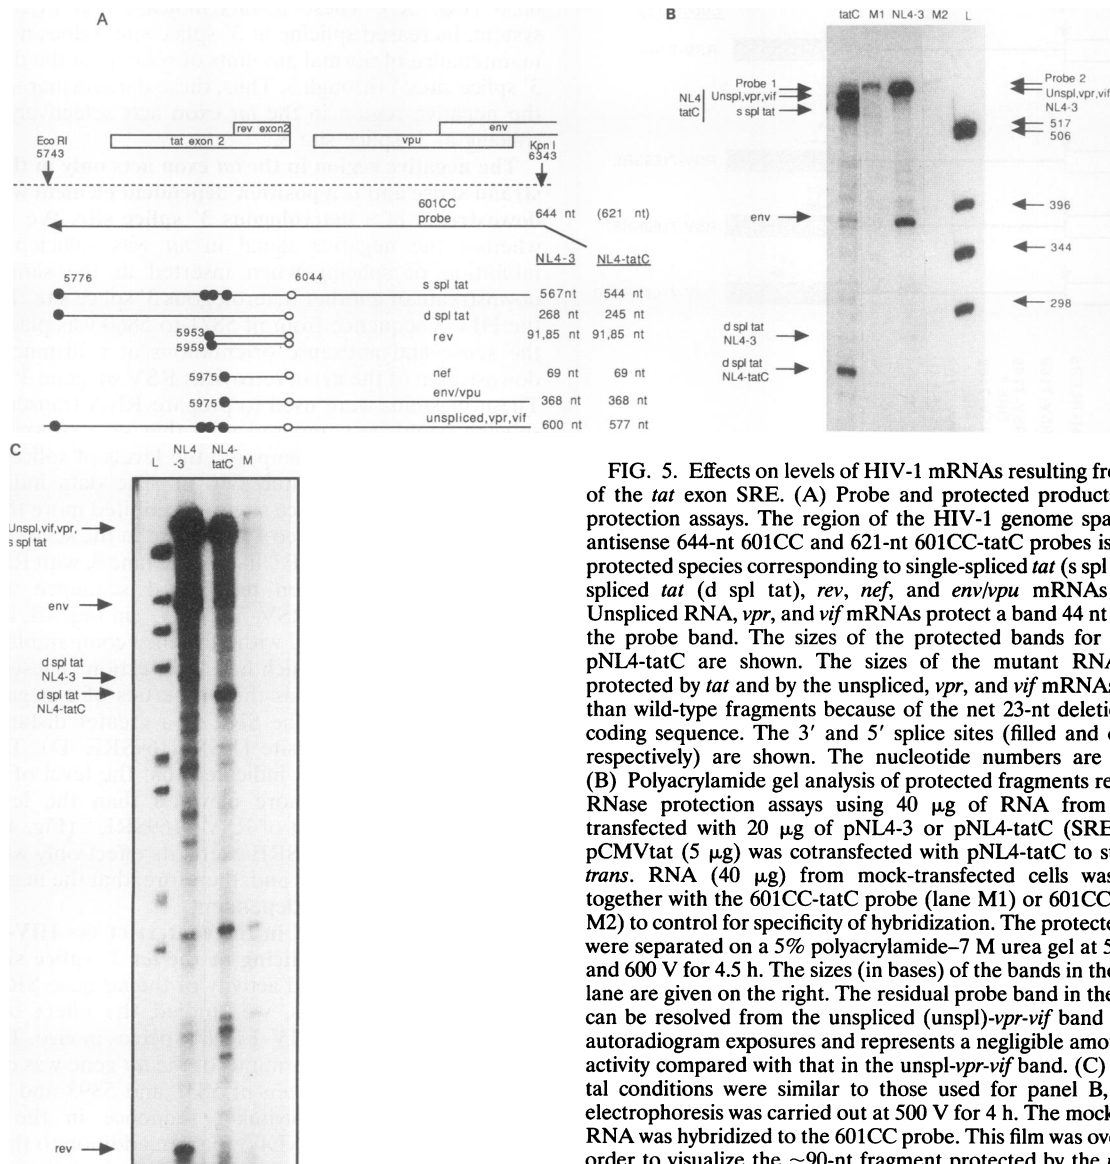 A
rev exon2
env
tat exon 2
vpu
Eco RI
5743
Kpn I
6343
601CC
probe
644 nt
(621 nt)
NL4-3
NL4-tatC
5776
6044
s spl tat
567nt
544 nt
d spl tat
268 nt
245 nt
5953
5959
rev
91,85 nt
91,85 nt
5975
nef
69 nt
69 nt
5975
env/vpu
368 nt
368 nt
unspliced,vpr,vif
600 nt
577 nt
B
tatC M1 NL4-3 M2 L
Probe 1
NL4
tatC
Unspl,vpr,vif
s spl tat
env
d spl tat
NL4-3
d spl tat
NL4-tatC
Probe 2
Unspl,vpr,vif
NL4-3
517
506
396
344
298
C
L
NL4
-3
NL4-
tatC
M
Unspl,vif,vpr,
s spl tat
env
d spl tat
NL4-3
d spl tat
NL4-tatC
rev
FIG. 5. Effects on levels of HIV-1 mRNAs resulting
of the tat exon SRE. (A) Probe and protected
protection assays. The region of the HIV-1 genome
antisense 644-nt 601CC and 621-nt 601CC-tatC probes is
protected species corresponding to single-spliced tat (s spl
spliced tat (d spl tat), rev, nef, and env/vpu mRNAs
Unspliced RNA, vpr, and vif mRNAs protect a band 44 nt
the probe band. The sizes of the protected bands for
pNL4-tatC are shown. The sizes of the mutant
protected by tat and by the unspliced, vpr, and vif mRNAs
than wild-type fragments because of the net 23-nt
coding sequence. The 3′ and 5′ splice sites (filled and
respectively) are shown. The nucleotide numbers are
(B) Polyacrylamide gel analysis of protected fragments
RNase protection assays using 40 μg of RNA from
transfected with 20 μg of pNL4-3 or pNL4-tatC (SRE
pCMVtat (5 μg) was cotransfected with pNL4-tatC to
trans. RNA (40 μg) from mock-transfected cells was
together with the 601CC-tatC probe (lane M1) or 601CC
M2) to control for specificity of hybridization. The protected
were separated on a 5% polyacrylamide–7 M urea gel at 5
and 600 V for 4.5 h. The sizes (in bases) of the bands in the
lane are given on the right. The residual probe band in the
can be resolved from the unspliced (unspl)-vpr-vif band
autoradiogram exposures and represents a negligible
activity compared with that in the unspl-vpr-vif band. (C)
tal conditions were similar to those used for panel B,
electrophoresis was carried out at 500 V for 4 h. The mock
RNA was hybridized to the 601CC probe. This film was
order to visualize the ~90-nt fragment protected by the